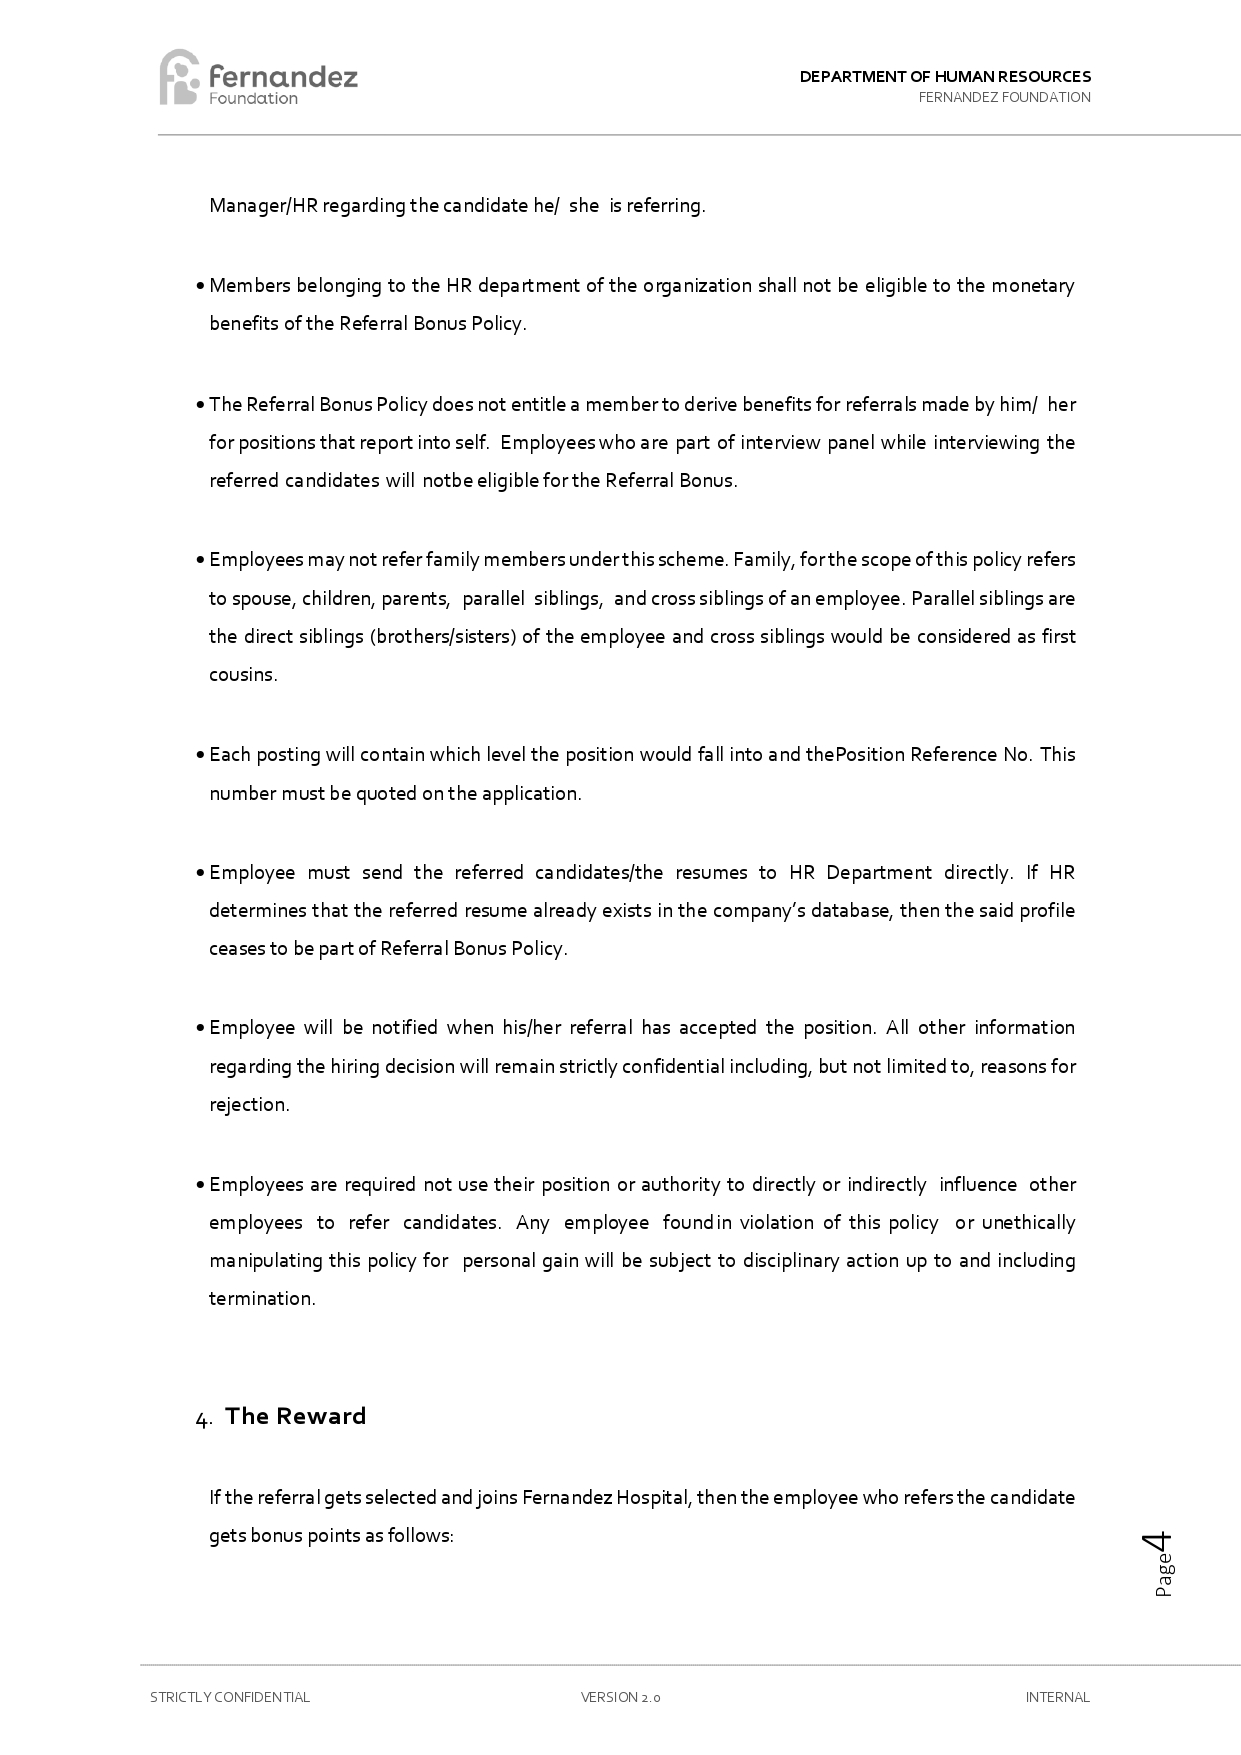 fernandez
Foundation
DEPARTMENT OF HUMAN RESOURCES
FERNANDEZ FOUNDATION
Manager/HR regarding the candidate he/ she is referring.
• Members belonging to the HR department of the organization shall not be eligible to the monetary
benefits of the Referral Bonus Policy.
• The Referral Bonus Policy does not entitle a member to derive benefits for referrals made by him/ her
for positions that report into self. Employees who are part of interview panel while interviewing the
referred candidates will notbe eligible for the Referral Bonus.
• Employees may not refer family members under this scheme. Family, for the scope of this policy refers
to spouse, children, parents, parallel siblings, and cross siblings of an employee. Parallel siblings are
the direct siblings (brothers/sisters) of the employee and cross siblings would be considered as first
cousins.
• Each posting will contain which level the position would fall into and thePosition Reference No. This
number must be quoted on the application.
• Employee must send the referred candidates/the resumes to HR Department directly. If HR
determines that the referred resume already exists in the company’s database, then the said profile
ceases to be part of Referral Bonus Policy.
• Employee will be notified when his/her referral has accepted the position. All other information
regarding the hiring decision will remain strictly confidential including, but not limited to, reasons for
rejection.
• Employees are required not use their position or authority to directly or indirectly influence other
employees to refer candidates. Any employee found in violation of this policy or unethically
manipulating this policy for personal gain will be subject to disciplinary action up to and including
termination.
4. The Reward
If the referral gets selected and joins Fernandez Hospital, then the employee who refers the candidate
gets bonus points as follows:
Page4
STRICTLY CONFIDENTIAL
VERSION 2.0
INTERNAL